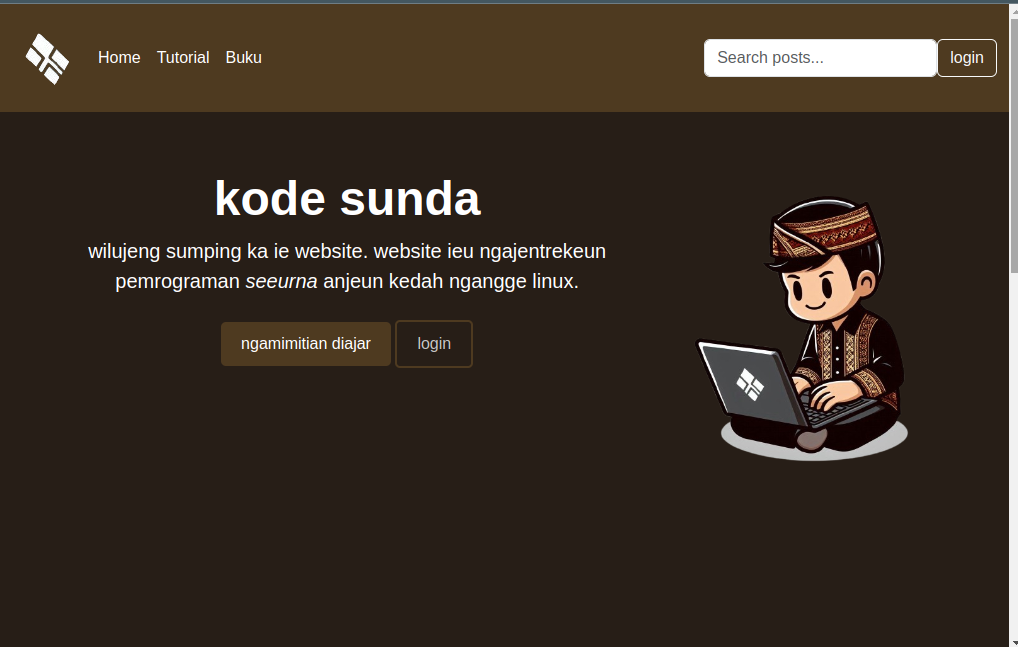 Home Tutorial Buku Search posts... login
kode sunda
wilujeng sumping ka ie website. website ieu ngajentrekeun
pemrograman seeurna anjeun kedah ngangge linux.
ngamimitian diajar login